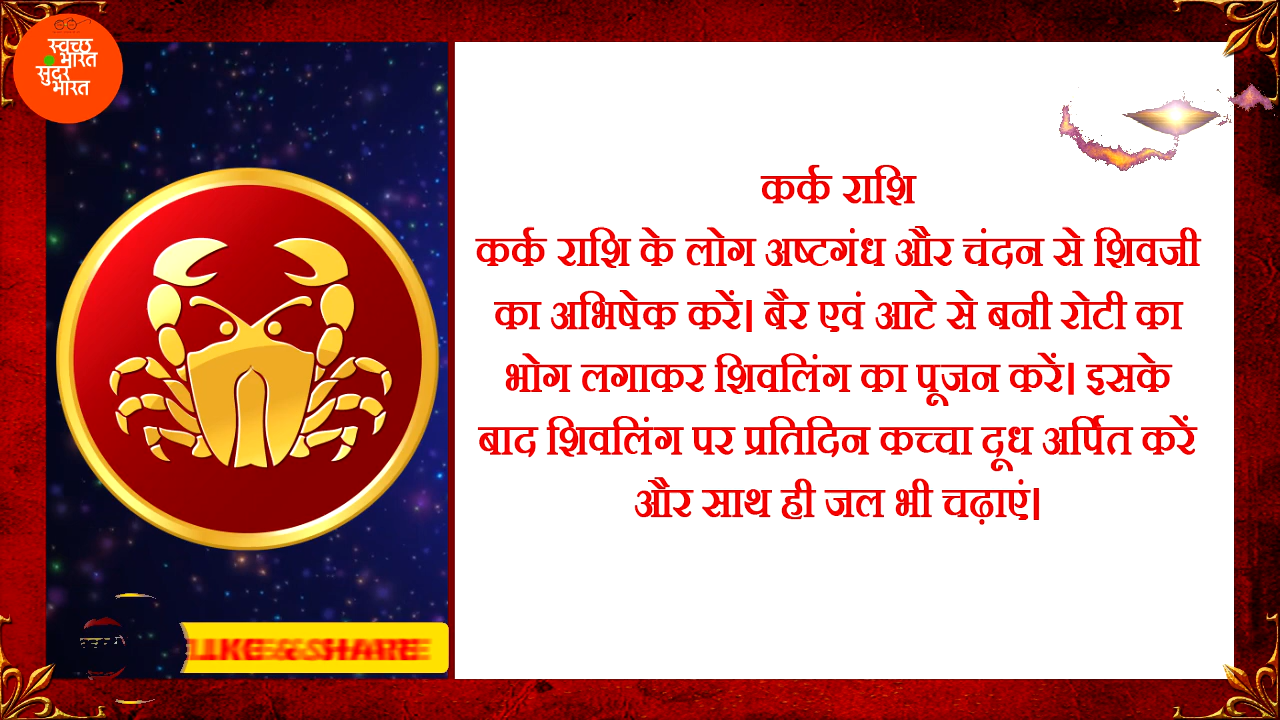 स्वच्छ
भारत
सुंदर
भारत
कर्क राशि
कर्क राशि के लोग अष्टगंध और चंदन से शिवजी
का अभिषेक करें। बैर एवं आटे से बनी रोटी का
भोग लगाकर शिवलिंग का पूजन करें। इसके
बाद शिवलिंग पर प्रतिदिन कच्चा दूध अर्पित करें
और साथ ही जल भी चढ़ाएं।
LIKE & SHARE